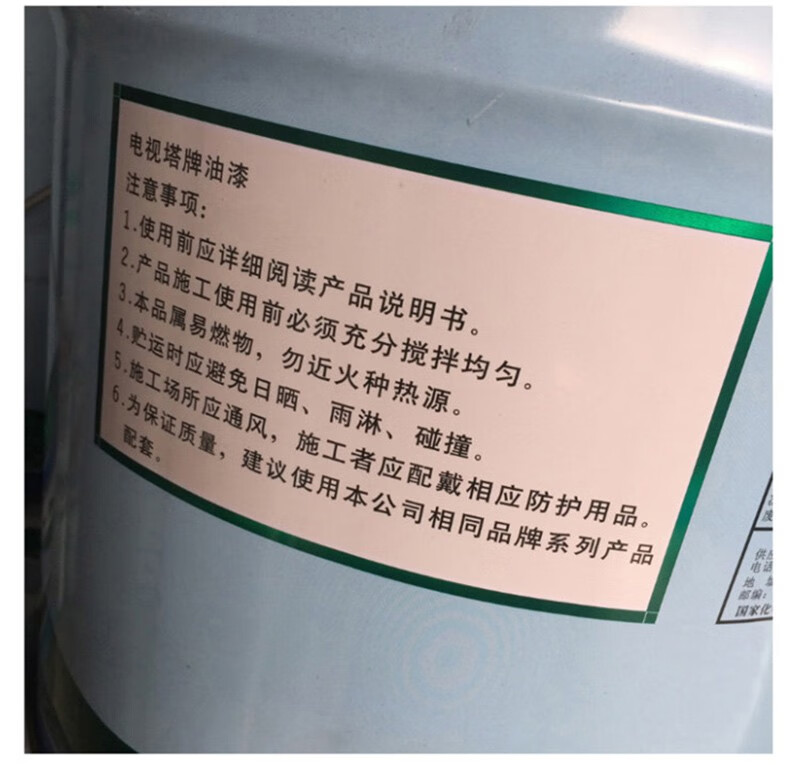 电视塔牌油漆
注意事项：
1.使用前应详细阅读产品说明书。
2.产品施工使用前必须充分搅拌均匀。
3.本品属易燃物，勿近火种热源。
4.贮运时应避免日晒、雨淋、碰撞。
5.施工场所应通风，施工者应配戴相应防护用品。
6.为保证质量，建议使用本公司相同品牌系列产品
配套。
供应
电话
地
邮编：
国家化